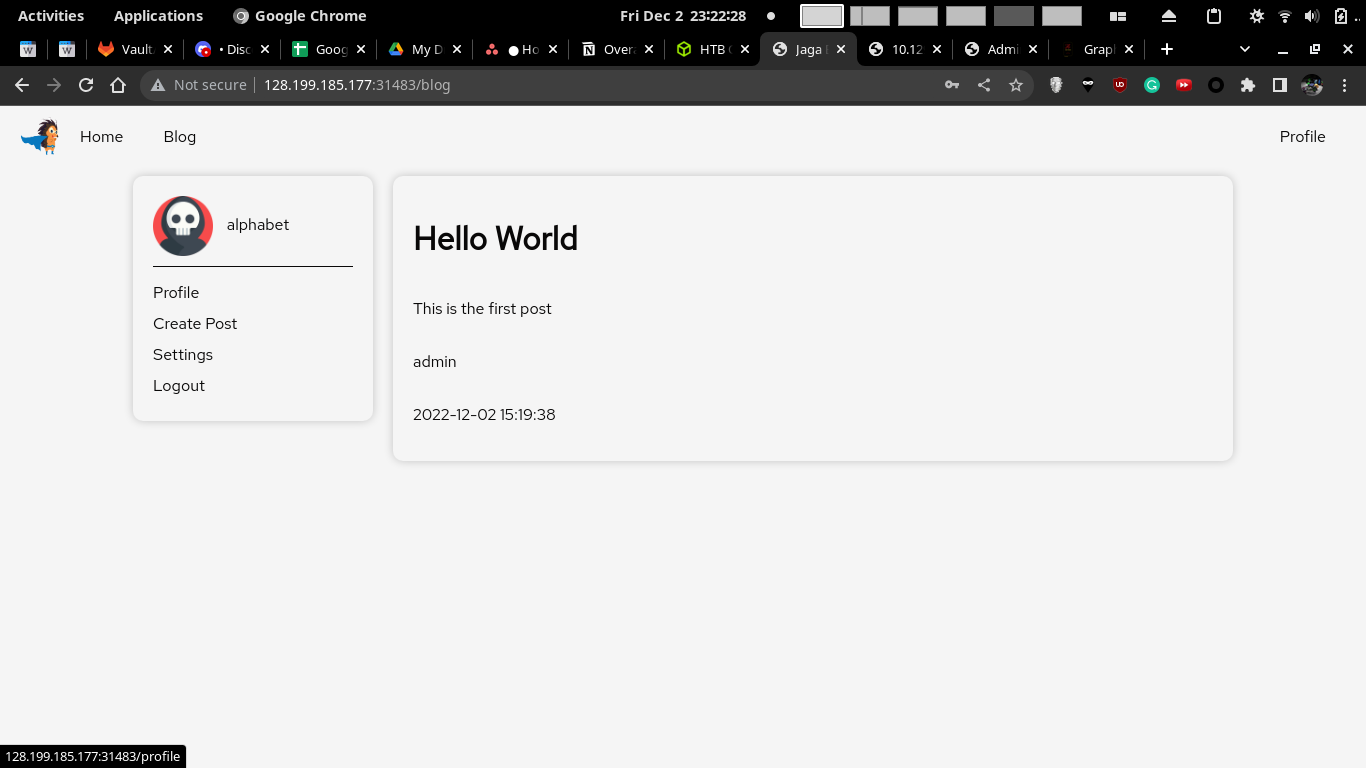 Activities Applications Google Chrome Fri Dec 2 23:22:28
Vault Disc Goog My D Ho Over HTB Jaga 10.12 Admi Grap
Not secure 128.199.185.177:31483/blog
Home Blog Profile
alphabet
Profile
Create Post
Settings
Logout
Hello World
This is the first post
admin
2022-12-02 15:19:38
128.199.185.177:31483/profile